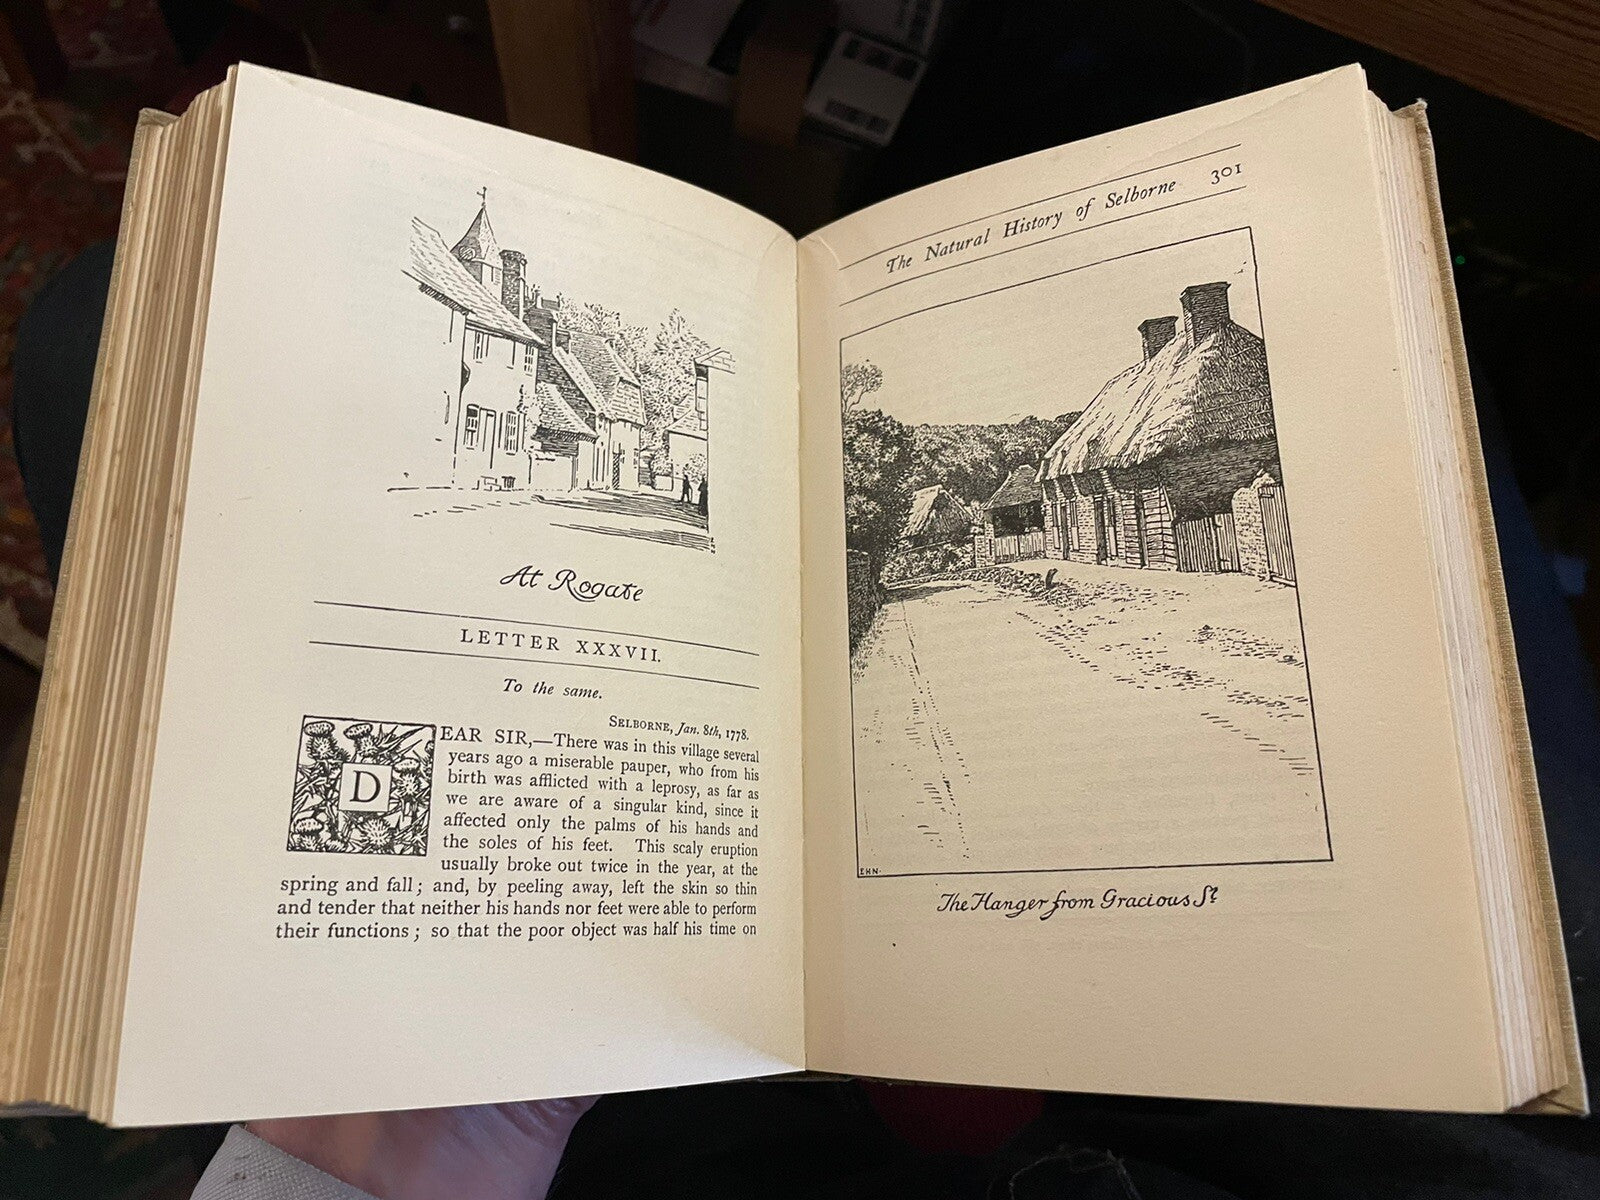 At Rogate
LETTER XXXVII.
To the same.
SELBORNE, Jan. 8th, 1778.
DEAR SIR,—There was in this village several
years ago a miserable pauper, who from his
birth was afflicted with a leprosy, as far as
we are aware of a singular kind, since it
affected only the palms of his hands and
the soles of his feet. This scaly eruption
usually broke out twice in the year, at the
spring and fall; and, by peeling away, left the skin so thin
and tender that neither his hands nor feet were able to perform
their functions; so that the poor object was half his time on
The Natural History of Selborne 301
EHN.
The Hanger from Gracious St